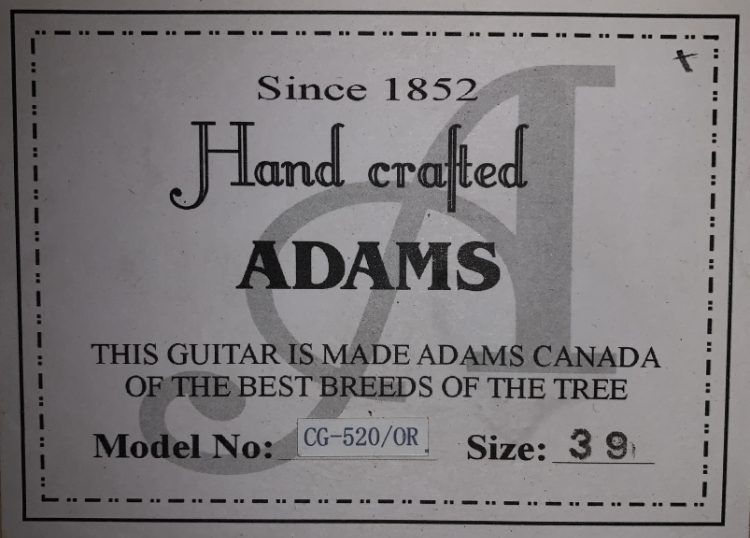 Since 1852
Hand crafted
ADAMS
THIS GUITAR IS MADE ADAMS CANADA
OF THE BEST BREEDS OF THE TREE
Model No: CG-520/OR Size: 39